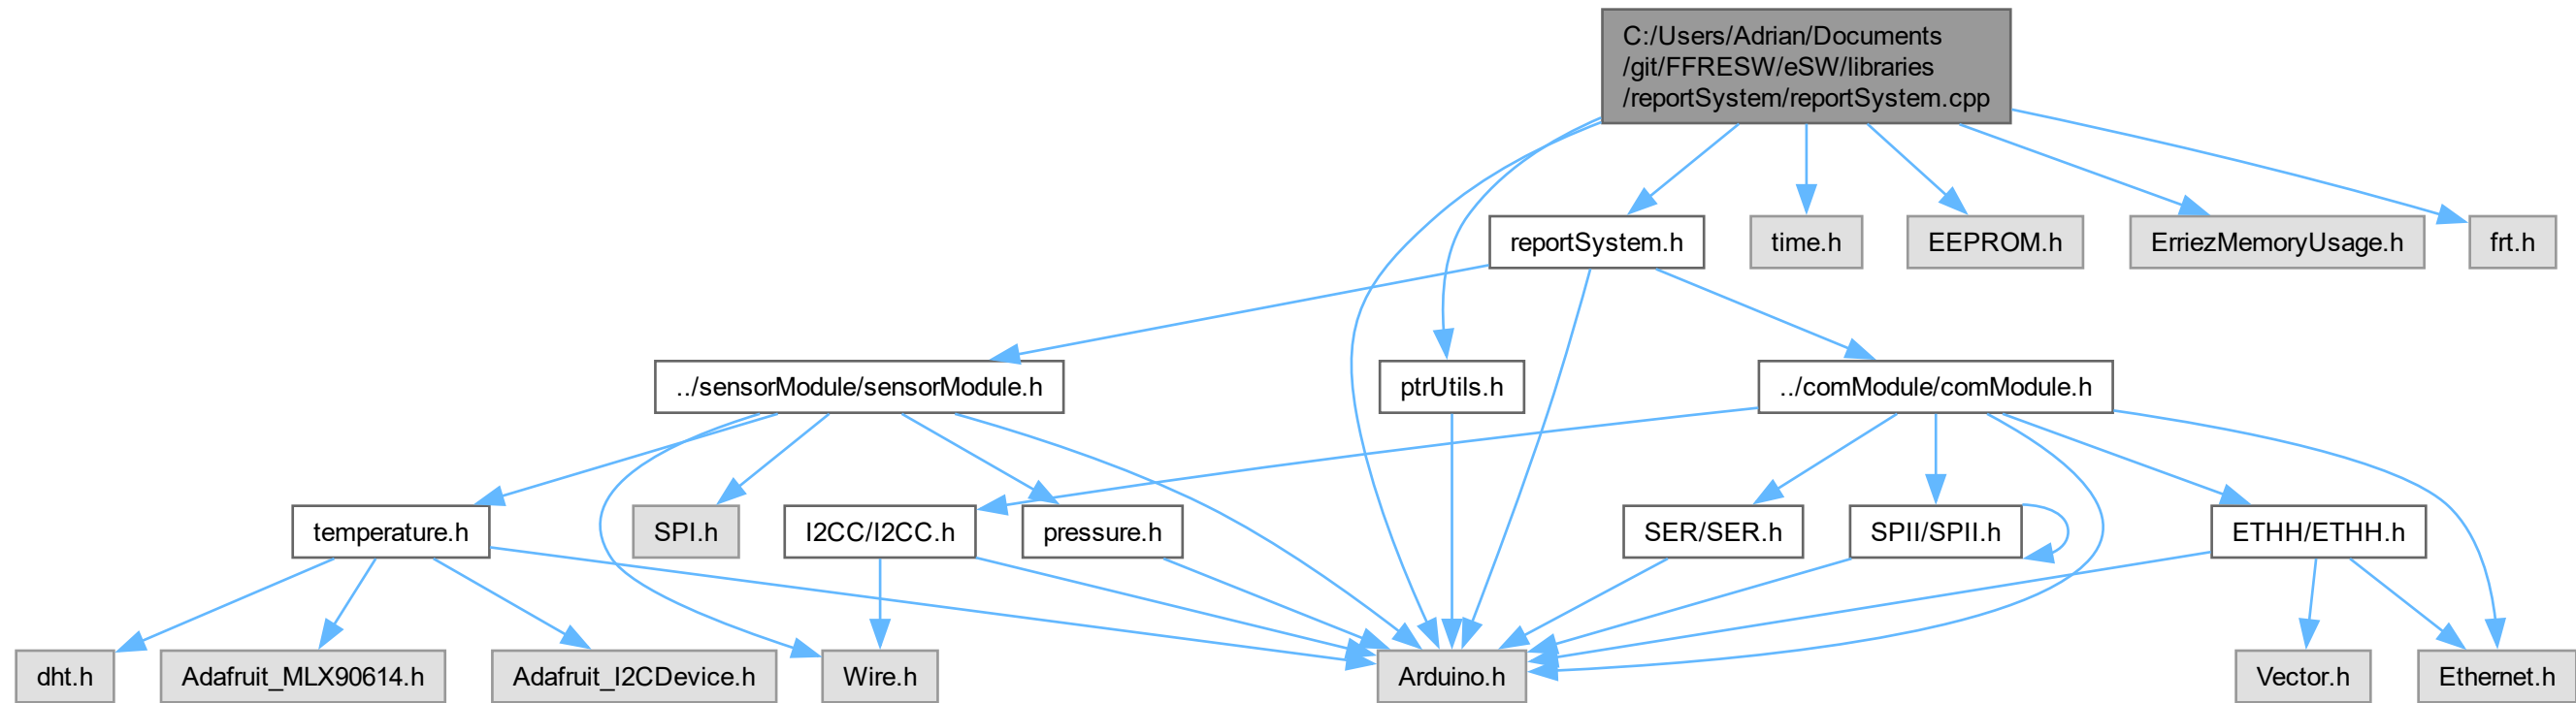 C:/Users/Adrian/Documents
/git/FFRESW/eSW/libraries
/reportSystem/reportSystem.cpp
reportSystem.h
time.h
EEPROM.h
ErriezMemoryUsage.h
frt.h
../sensorModule/sensorModule.h
ptrUtils.h
../comModule/comModule.h
temperature.h
SPI.h
I2CC/I2CC.h
pressure.h
SER/SER.h
SPII/SPII.h
ETHH/ETHH.h
dht.h
Adafruit_MLX90614.h
Adafruit_I2CDevice.h
Wire.h
Arduino.h
Vector.h
Ethernet.h